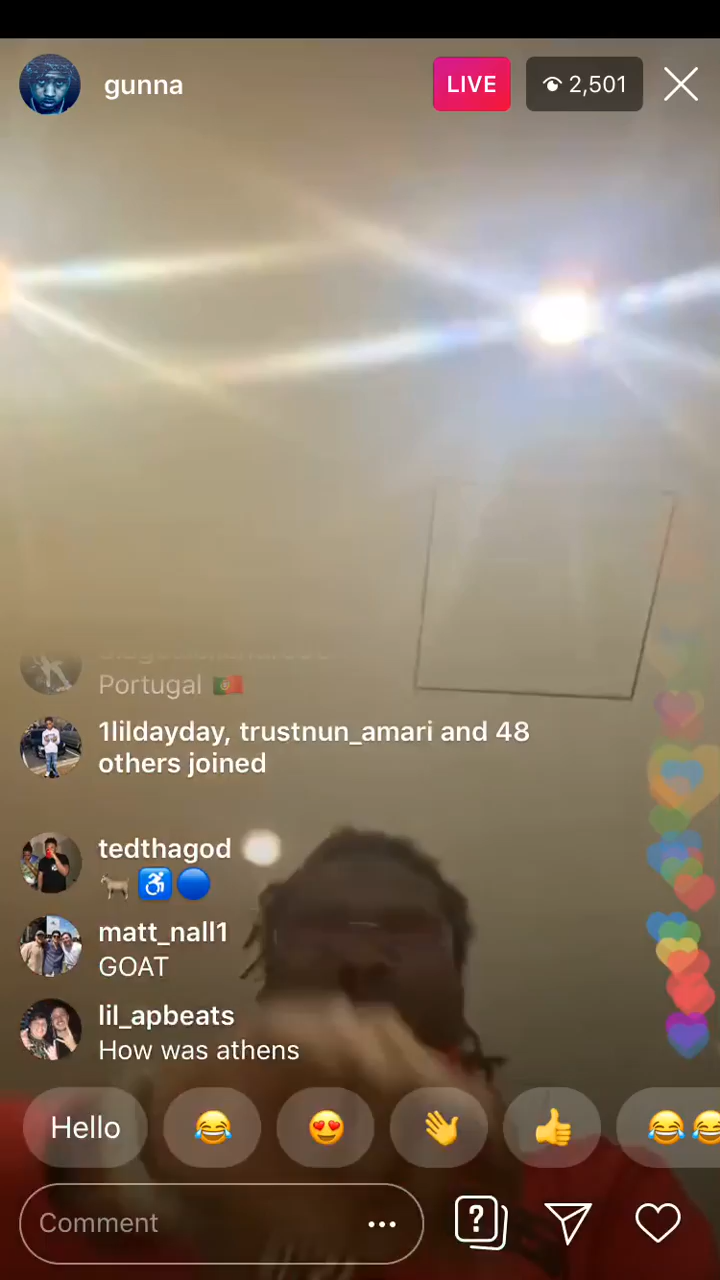 gunna
LIVE
2,501
Portugal 🇵🇹
1lildayday, trustnun_amari and 48
others joined
tedthagod
🐐♿🔵
matt_nall1
GOAT
lil_apbeats
How was athens
Hello 😂 😍 👋 👍 😂😂
Comment
?